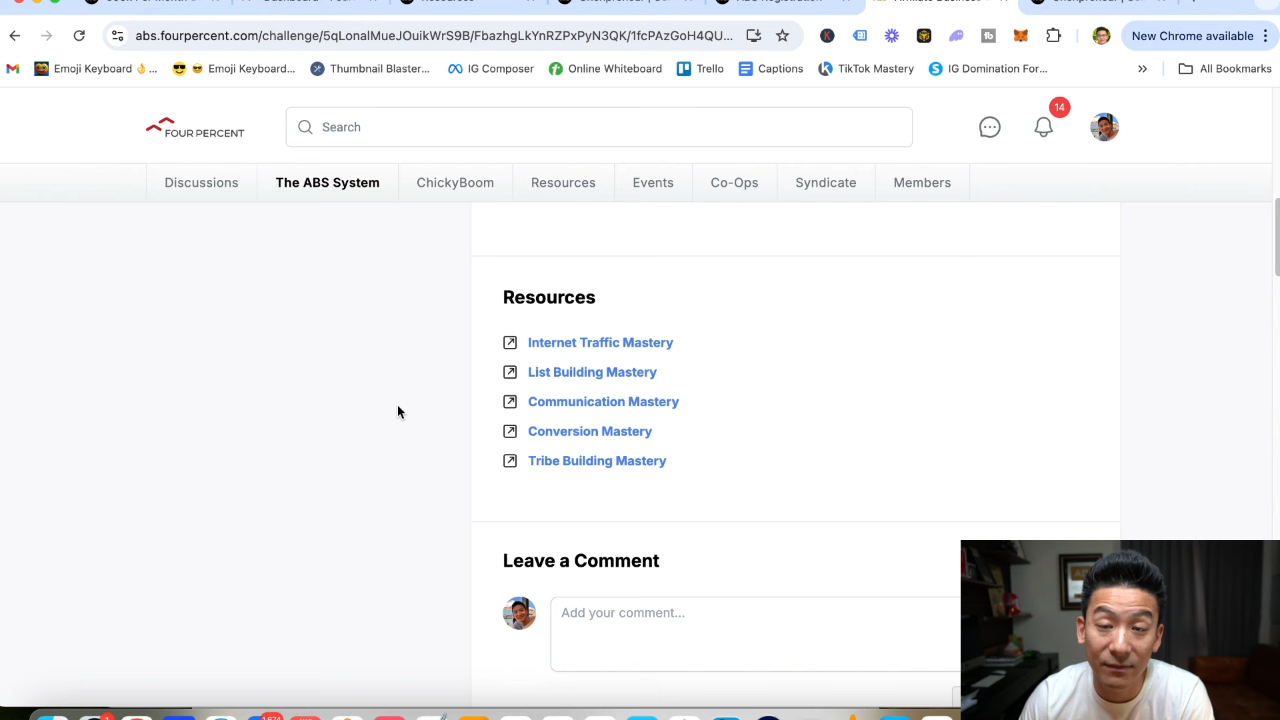 abs.fourpercent.com/challenge/5qLonalMueJOuikWrS9B/FbazhgLkYnRZPxPyN3QK/1fcPAzGoH4QU...
New Chrome available
Emoji Keyboard 👌 ...
😎 Emoji Keyboard...
Thumbnail Blaster...
IG Composer
Online Whiteboard
Trello
Captions
TikTok Mastery
IG Domination For...
All Bookmarks
FOUR PERCENT
Search
14
Discussions
The ABS System
ChickyBoom
Resources
Events
Co-Ops
Syndicate
Members
Resources
Internet Traffic Mastery
List Building Mastery
Communication Mastery
Conversion Mastery
Tribe Building Mastery
Leave a Comment
Add your comment...